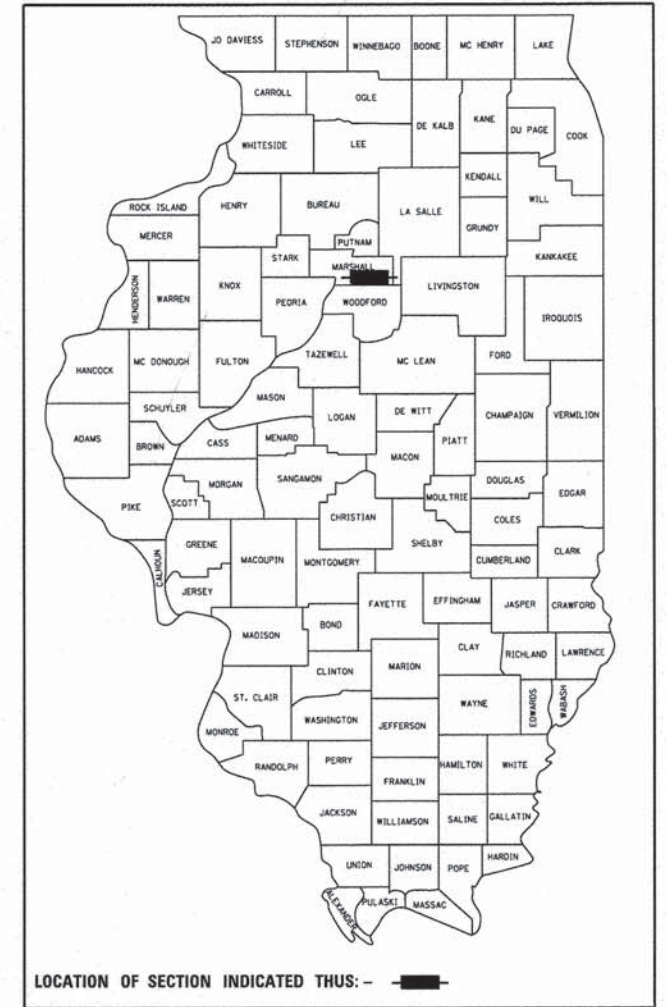 JO DAVIESS STEPHENSON WINNEBAGO BOONE MC HENRY LAKE
CARROLL OGLE DE KALB KANE DU PAGE COOK
WHITESIDE LEE
KENDALL WILL
ROCK ISLAND HENRY BUREAU LA SALLE GRUNDY
MERCER PUTNAM
STARK MARSHALL KANKAKEE
HENDERSON WARREN KNOX PEORIA WOODFORD LIVINGSTON
IROQUOIS
HANCOCK MC DONOUGH FULTON TAZEWELL MC LEAN FORD
MASON
SCHUYLER LOGAN DE WITT CHAMPAIGN VERMILION
ADAMS BROWN CASS MENARD MACON PIATT
MORGAN SANGAMON DOUGLAS
PIKE SCOTT CHRISTIAN MOULTRIE COLES EDGAR
GREENE MACOUPIN MONTGOMERY SHELBY CUMBERLAND CLARK
CALHOUN JERSEY
FAYETTE EFFINGHAM JASPER CRAWFORD
MADISON BOND
CLAY RICHLAND LAWRENCE
CLINTON MARION
ST. CLAIR WAYNE EDWARDS WABASH
MONROE WASHINGTON JEFFERSON
RANDOLPH PERRY HAMILTON WHITE
FRANKLIN
JACKSON WILLIAMSON SALINE GALLATIN
UNION JOHNSON POPE HARDIN
ALEXANDER PULASKI MASSAC
LOCATION OF SECTION INDICATED THUS: -